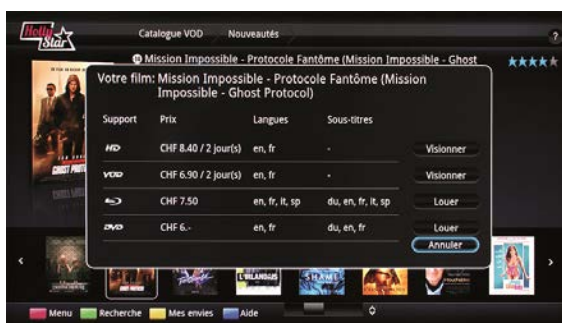 Holly Star
Catalogue VOD Nouveautés
?
Mission Impossible - Protocole Fantôme (Mission Impossible - Ghost
Votre film: Mission Impossible - Protocole Fantôme (Mission
Impossible - Ghost Protocol)
Support Prix Langues Sous-titres
HD CHF 8.40 / 2 jour(s) en, fr - Visionner
VOD CHF 6.90 / 2 jour(s) en, fr - Visionner
CHF 7.50 en, fr, it, sp du, en, fr, it, sp Louer
DVD CHF 6.- en, fr du, en, fr Louer
Annuler
SHAME
Menu Recherche Mes envies Aide